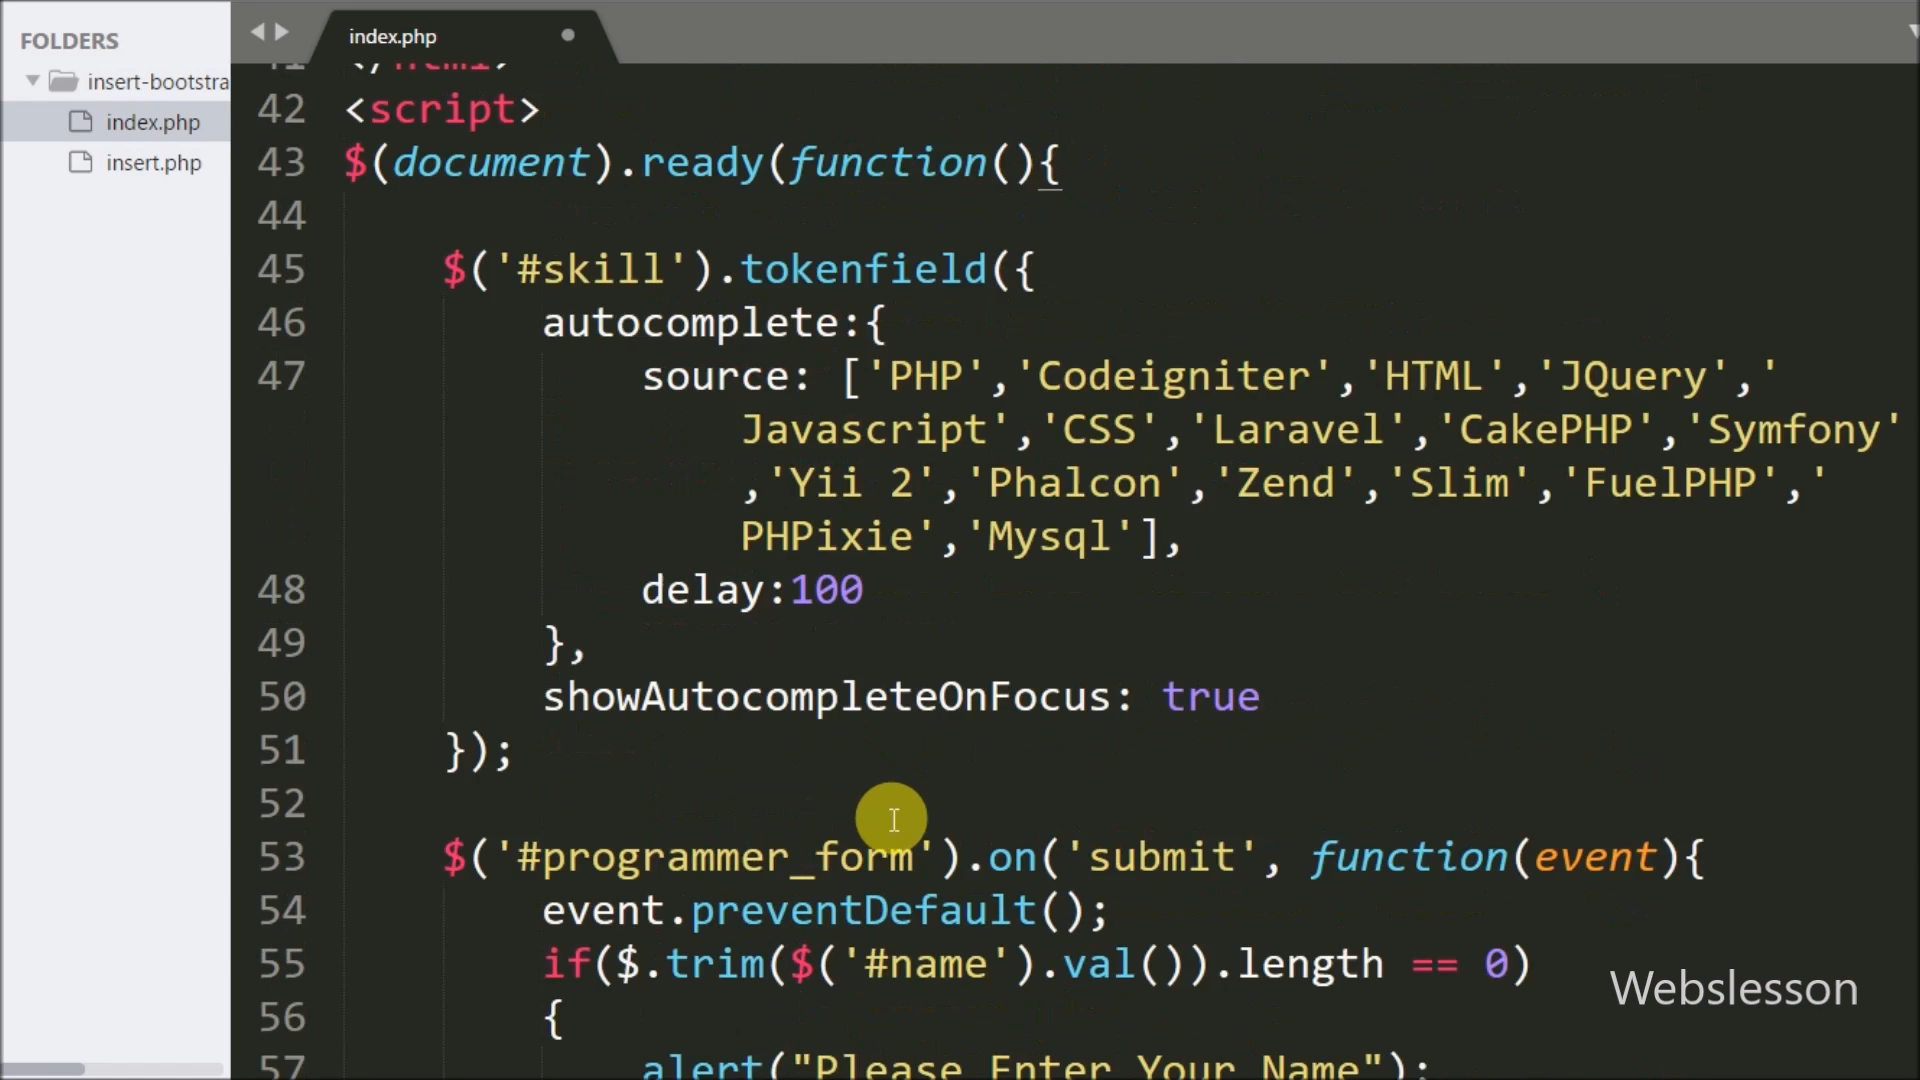 FOLDERS
insert-bootstra
index.php
insert.php
index.php
41 </html>
42 <script>
43 $(document).ready(function(){
44
45 $('#skill').tokenfield({
46 autocomplete:{
47 source: ['PHP','Codeigniter','HTML','JQuery','
Javascript','CSS','Laravel','CakePHP','Symfony'
,'Yii 2','Phalcon','Zend','Slim','FuelPHP','
PHPixie','Mysql'],
48 delay:100
49 },
50 showAutocompleteOnFocus: true
51 });
52
53 $('#programmer_form').on('submit', function(event){
54 event.preventDefault();
55 if($.trim($('#name').val()).length == 0)
56 {
57 alert("Please Enter Your Name");
Webslesson